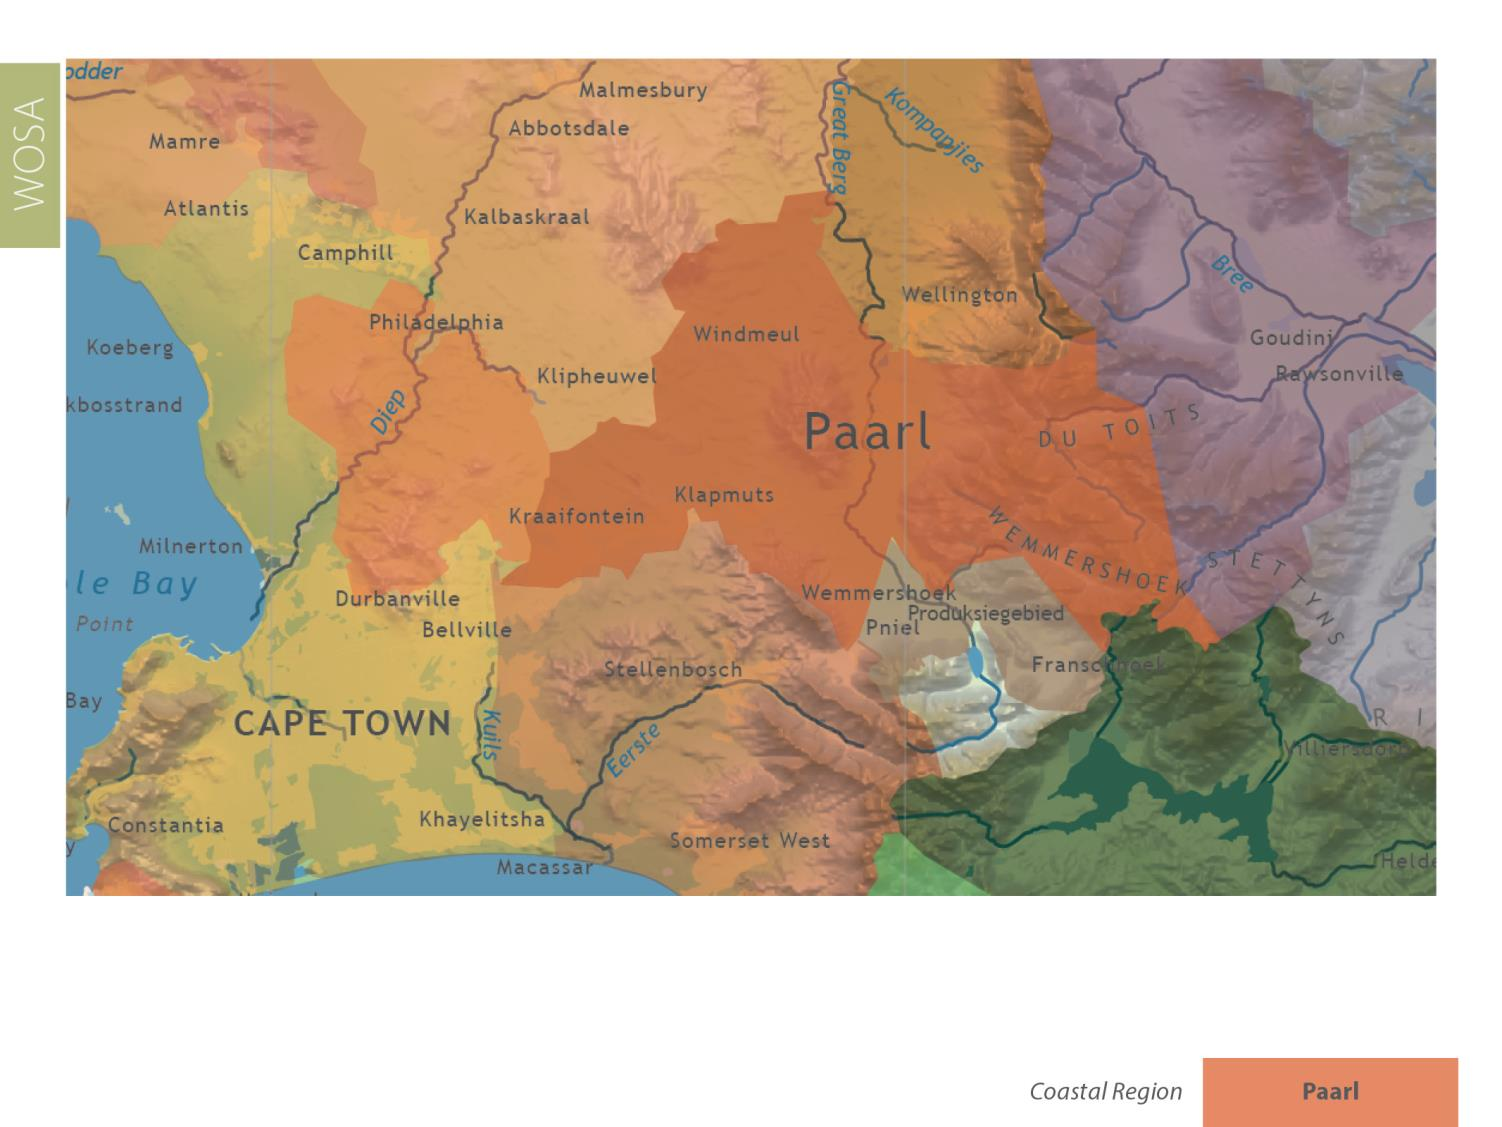 WOSA
odder
Malmesbury
Abbotsdale
Mamre
Great Berg
Kompanjies
Atlantis
Kalbaskraal
Camphill
Bree
Wellington
Philadelphia
Windmeul
Goudini
Koeberg
Klipheuwel
Rawsonville
kbosstrand
Diep
Paarl
DU TOITS
Klapmuts
Kraaifontein
WEMMERSHOEK
Milnerton
STETTYNS
le Bay
Point
Durbanville
Wemmershoek
Produksiegebied
Pniel
Bellville
Stellenbosch
Franschhoek
Bay
CAPE TOWN
Kuils
Eerste
R I
Villiersdorp
Constantia
Khayelitsha
Somerset West
y
Macassar
Helde
Coastal Region
Paarl